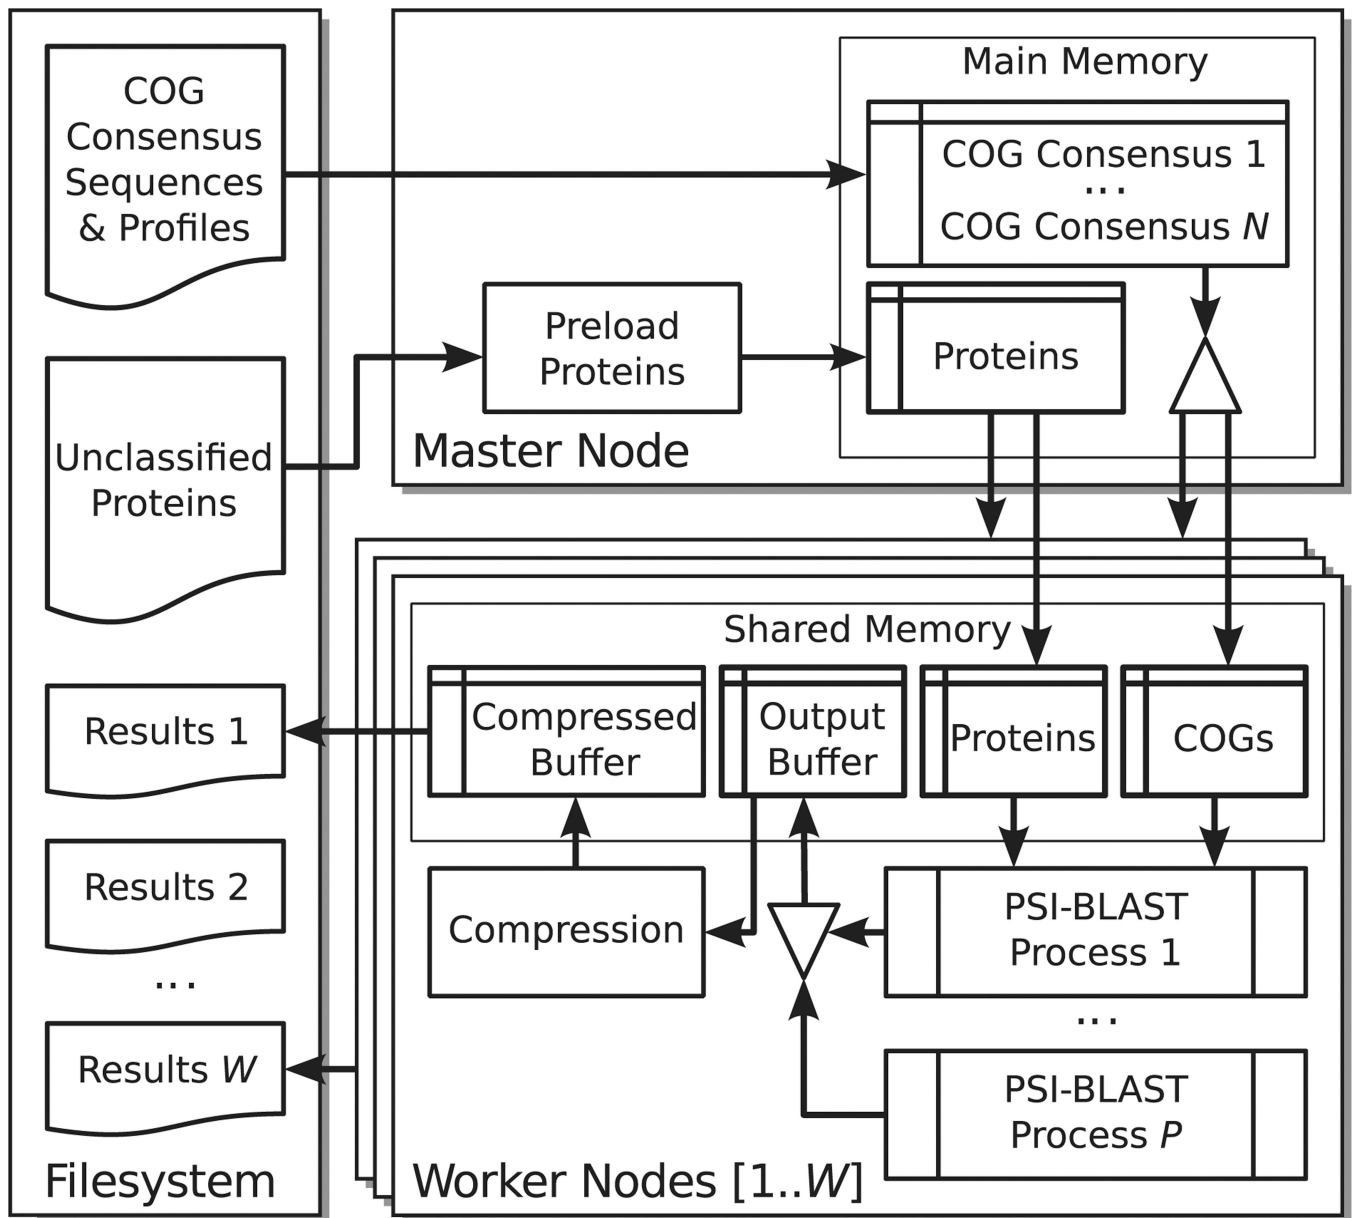 COG
Consensus
Sequences
& Profiles
Unclassified
Proteins
Results 1
Results 2
...
Results W
Filesystem
Main Memory
COG Consensus 1
...
COG Consensus N
Preload
Proteins
Proteins
Master Node
Shared Memory
Compressed
Buffer
Output
Buffer
Proteins
COGs
Compression
PSI-BLAST
Process 1
...
PSI-BLAST
Process P
Worker Nodes [1..W]